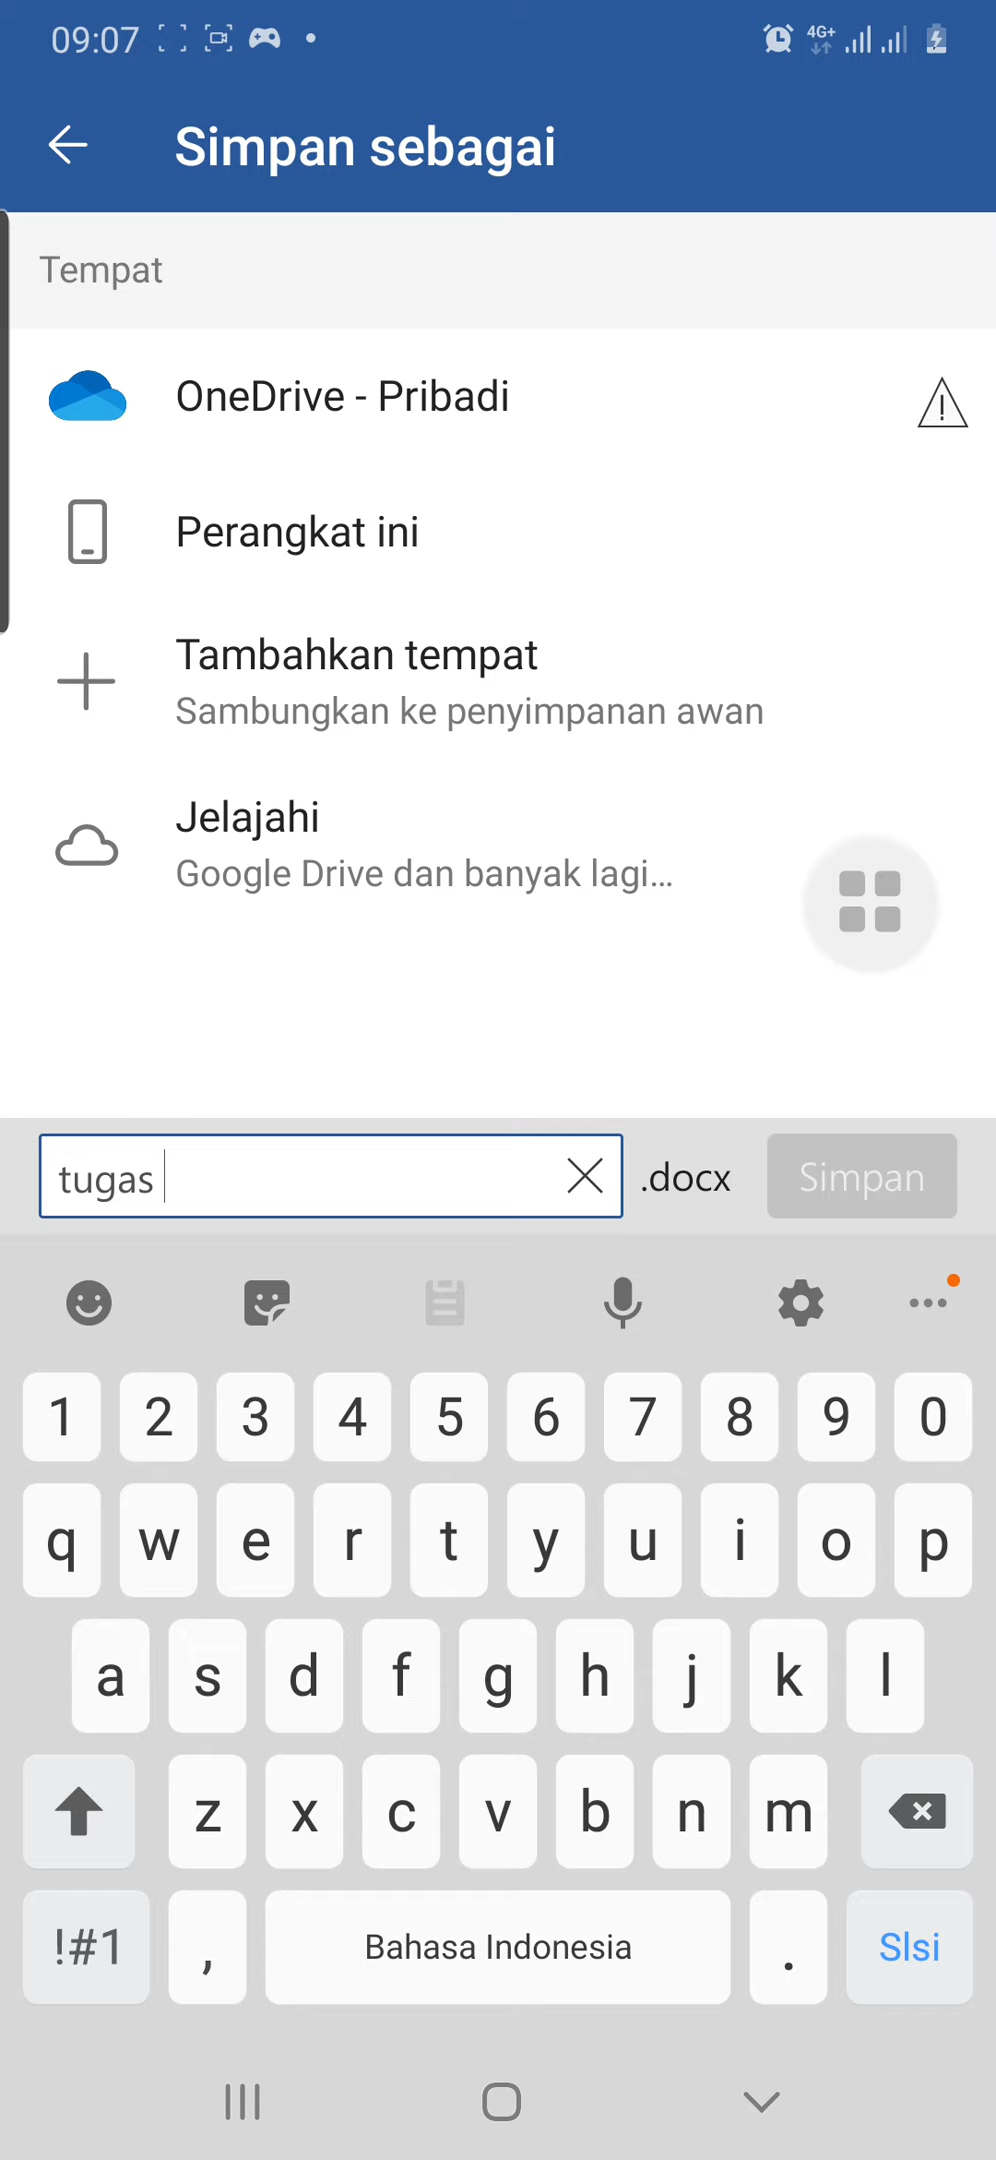 09:07 4G+
Simpan sebagai
Tempat
OneDrive - Pribadi
Perangkat ini
Tambahkan tempat
Sambungkan ke penyimpanan awan
Jelajahi
Google Drive dan banyak lagi...
tugas .docx Simpan
1 2 3 4 5 6 7 8 9 0
q w e r t y u i o p
a s d f g h j k l
z x c v b n m
!#1 , Bahasa Indonesia . Slsi